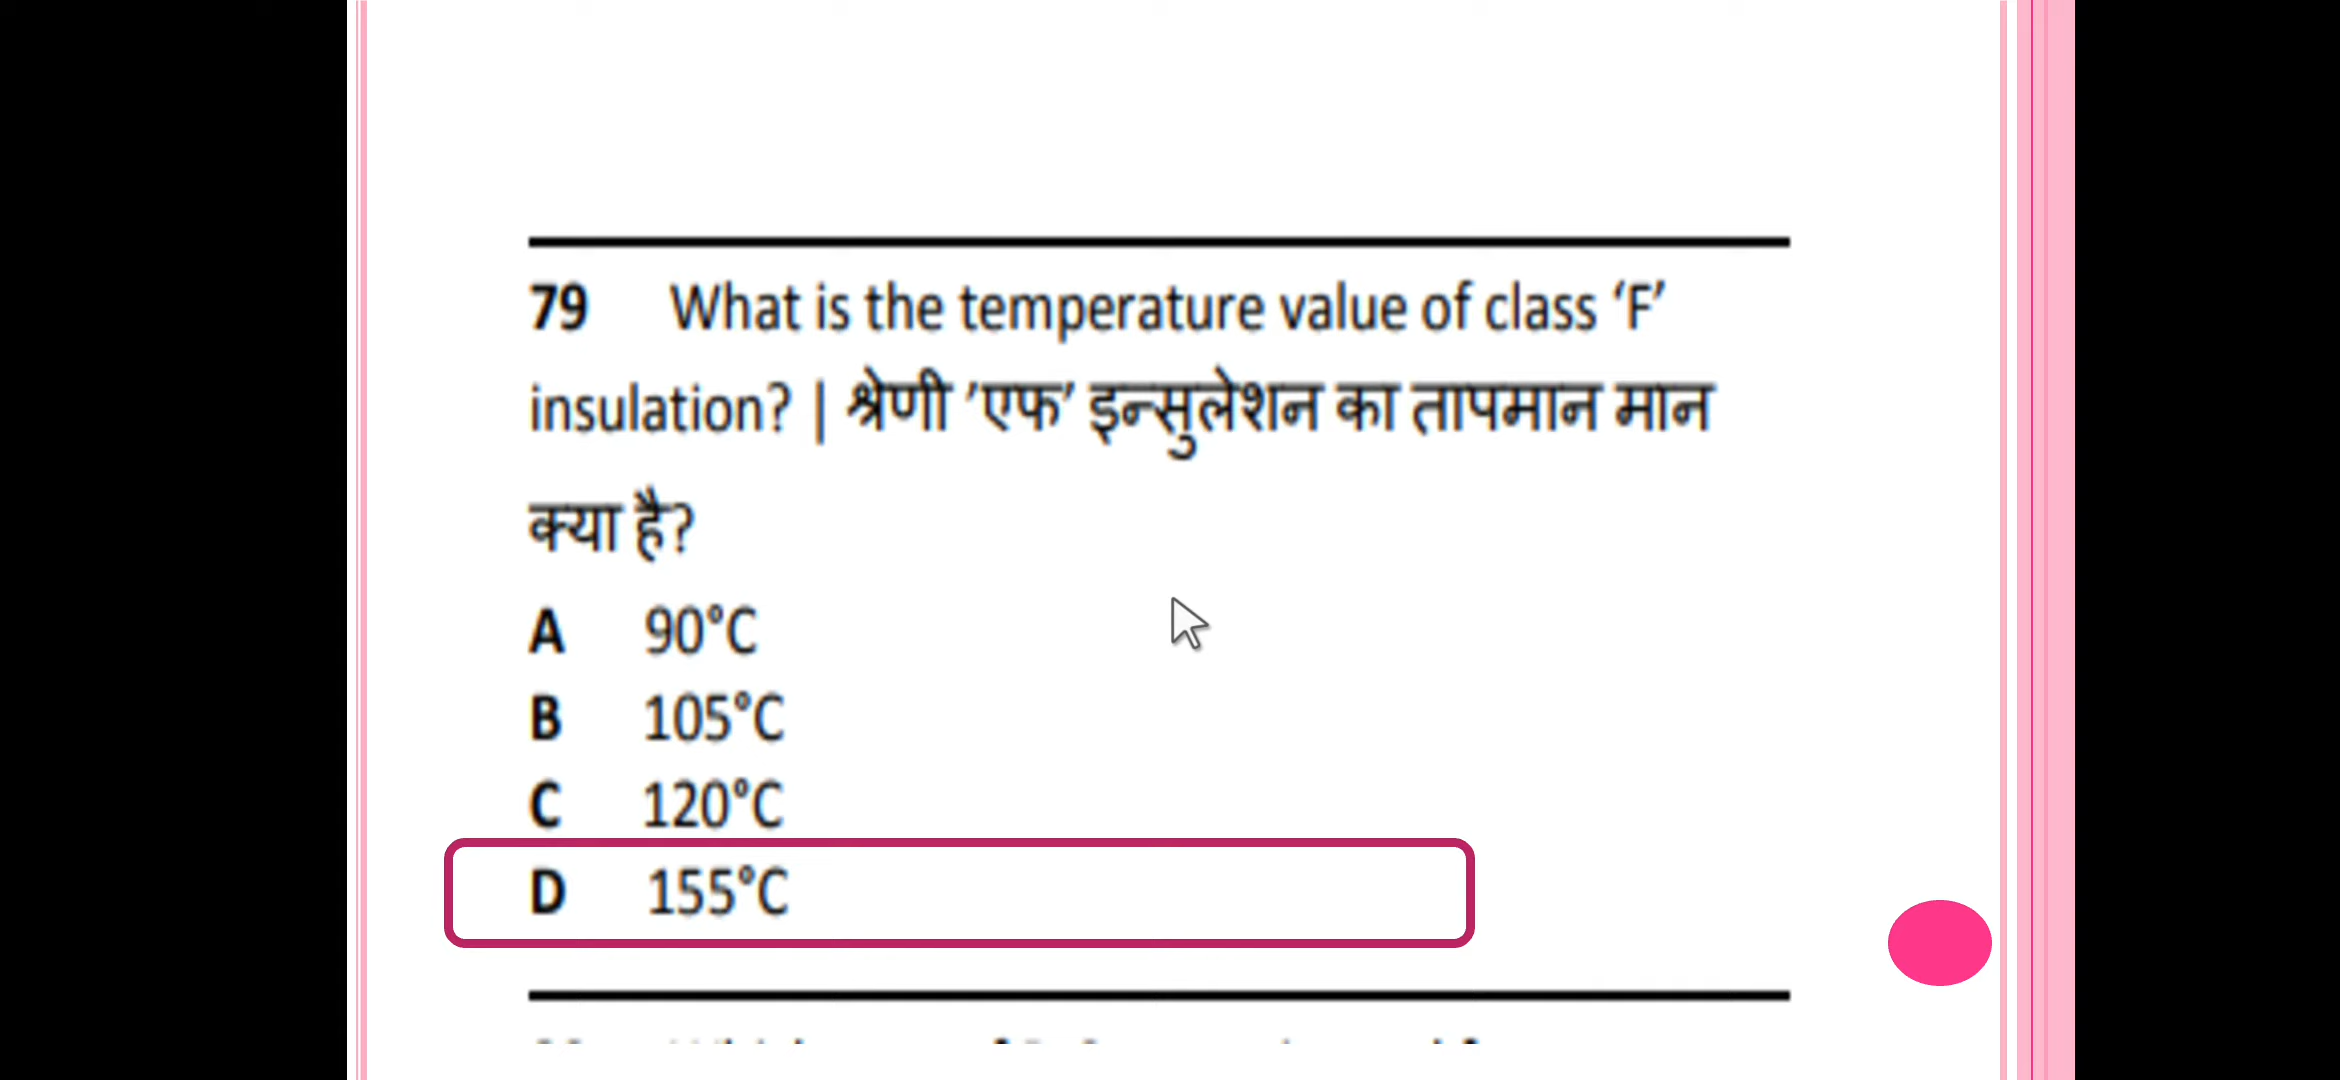 79 What is the temperature value of class ‘F’
insulation? | श्रेणी ’एफ’ इन्सुलेशन का तापमान मान
क्या है?
A 90°C
B 105°C
C 120°C
D 155°C